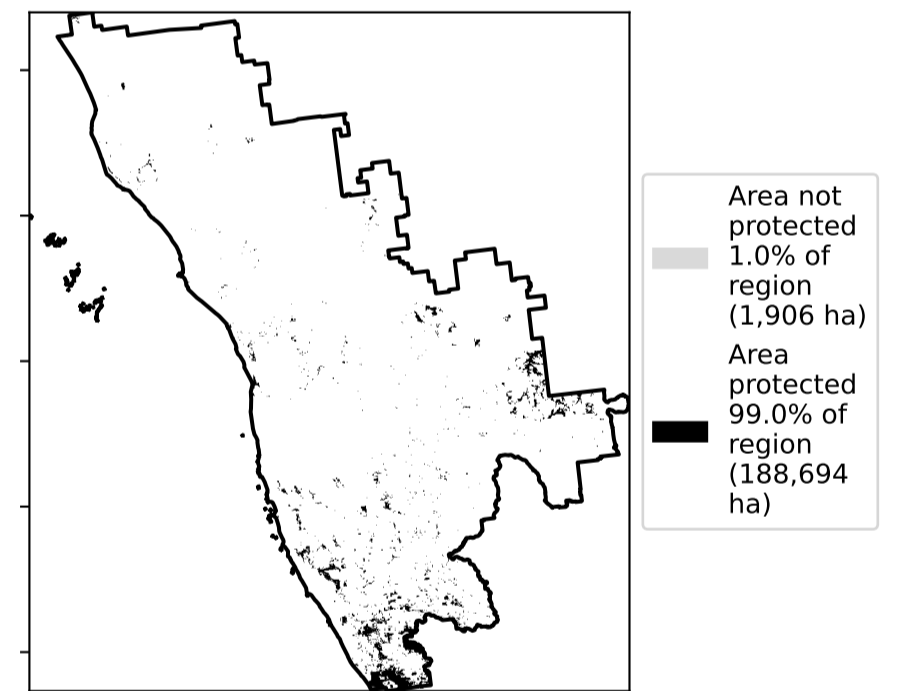 Area not
protected
1.0% of
region
(1,906 ha)
Area
protected
99.0% of
region
(188,694
ha)